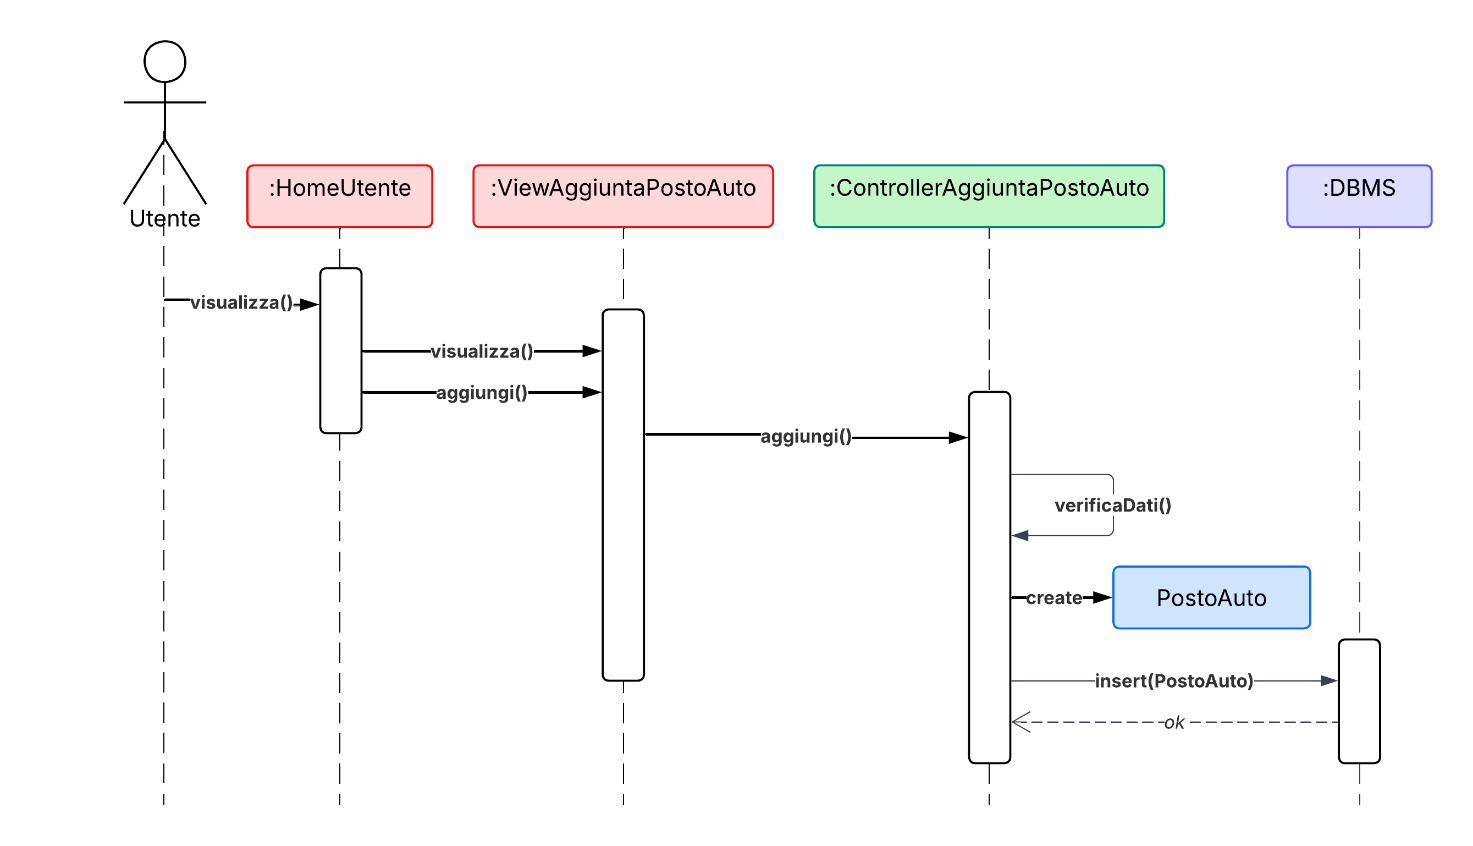 Utente
:HomeUtente
:ViewAggiuntaPostoAuto
:ControllerAggiuntaPostoAuto
:DBMS
visualizza()
visualizza()
aggiungi()
aggiungi()
verificaDati()
create
PostoAuto
insert(PostoAuto)
ok